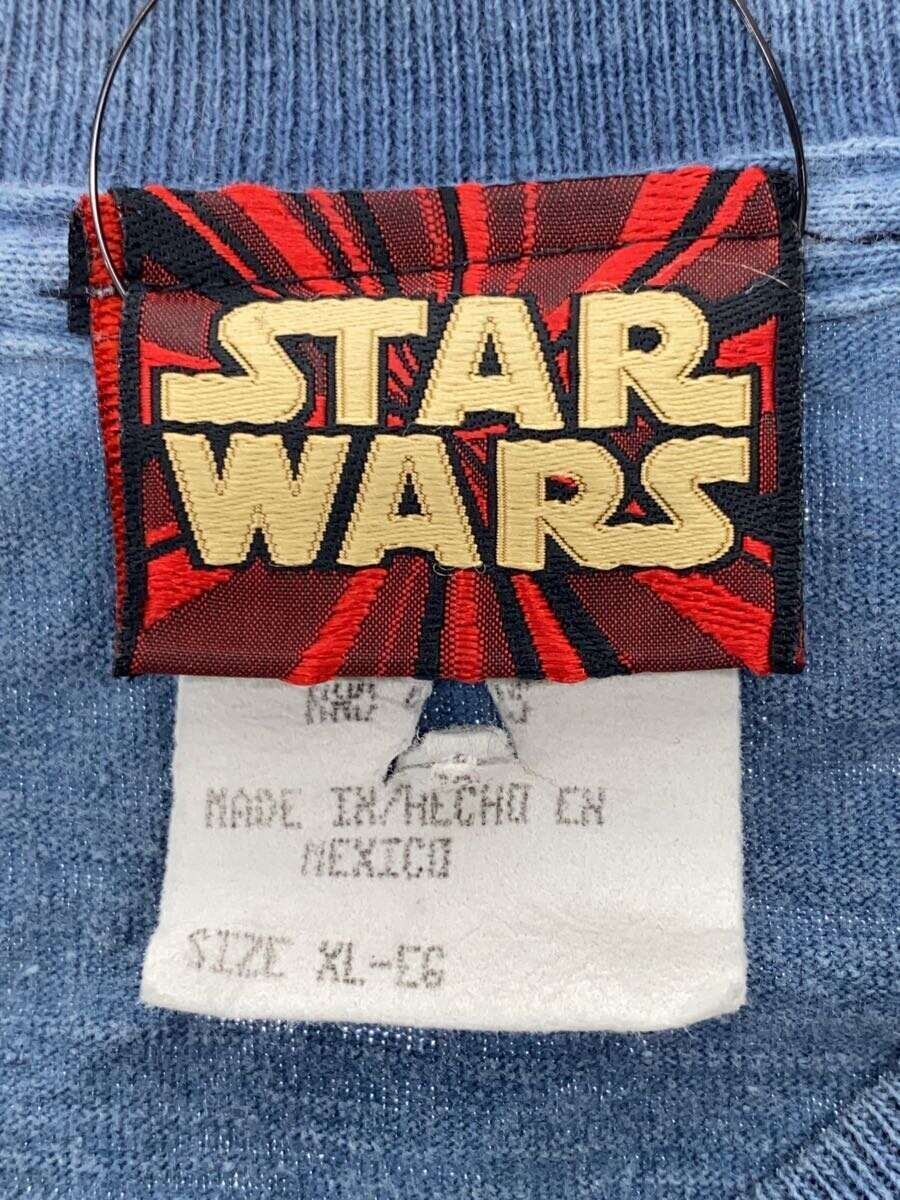 STAR
WARS
MADE IN/HECHO EN
MEXICO
SIZE XL-EG